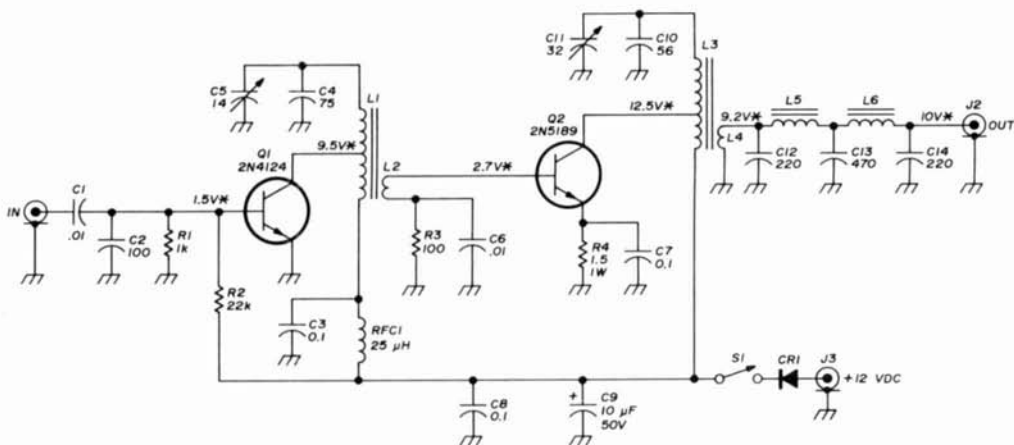 C11
32
C10
56
L3
C5
14
C4
75
L1
12.5V*
9.2V*
L5
L6
10V*
J2
OUT
Q2
2N5189
L4
C12
220
C13
470
C14
220
Q1
2N4124
9.5V*
L2
2.7V*
IN
C1
.01
1.5V*
C2
100
R1
1k
R3
100
C6
.01
R4
1.5
1W
C7
0.1
R2
22k
C3
0.1
RFC1
25 μH
S1
CR1
J3
+12 VDC
C8
0.1
+
C9
10 μF
50V